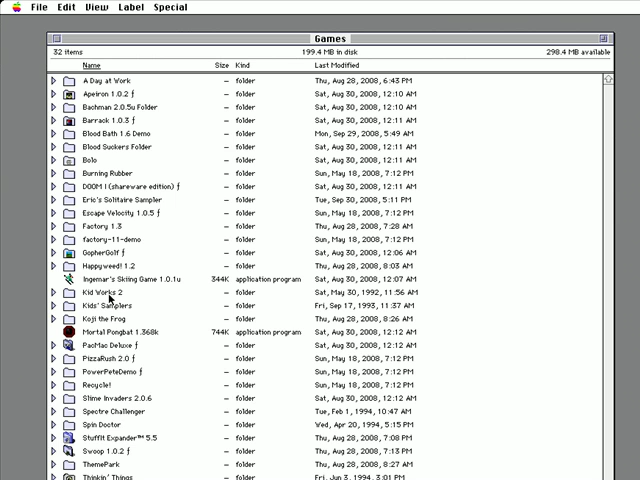 File Edit View Label Special
Games
32 items 199.4 MB in disk 298.4 MB available
Name Size Kind Last Modified
A Day at Work – folder Thu, Aug 28, 2008, 6:43 PM
Apeiron 1.0.2 ƒ – folder Sat, Aug 30, 2008, 12:10 AM
Bachman 2.0.5u Folder – folder Sat, Aug 30, 2008, 12:10 AM
Barrack 1.0.3 ƒ – folder Sat, Aug 30, 2008, 12:11 AM
Blood Bath 1.6 Demo – folder Mon, Sep 29, 2008, 5:49 AM
Blood Suckers Folder – folder Sat, Aug 30, 2008, 12:11 AM
Bolo – folder Sat, Aug 30, 2008, 12:11 AM
Burning Rubber – folder Sun, May 18, 2008, 7:12 PM
DOOM I (shareware edition) ƒ – folder Sat, Aug 30, 2008, 12:11 AM
Eric's Solitaire Sampler – folder Tue, Sep 30, 2008, 5:11 PM
Escape Velocity 1.0.5 ƒ – folder Sun, May 18, 2008, 7:12 PM
Factory 1.3 – folder Thu, Aug 28, 2008, 7:28 AM
factory-11-demo – folder Sun, May 18, 2008, 7:12 PM
GopherGolf ƒ – folder Sat, Aug 30, 2008, 12:06 AM
Happyweed! 1.2 – folder Thu, Aug 28, 2008, 8:03 AM
Ingemar's Skiing Game 1.0.1u 344K application program Sat, Aug 30, 2008, 12:07 AM
Kid Works 2 – folder Sat, May 30, 1992, 11:56 AM
Kids' Samplers – folder Fri, Sep 17, 1993, 11:37 AM
Koji the Frog – folder Thu, Aug 28, 2008, 8:26 AM
Mortal Pongbat 1.368k 744K application program Sat, Aug 30, 2008, 12:12 AM
PacMac Deluxe ƒ – folder Sat, Aug 30, 2008, 12:12 AM
PizzaRush 2.0 ƒ – folder Sun, May 18, 2008, 7:12 PM
PowerPeteDemo ƒ – folder Sun, May 18, 2008, 7:12 PM
Recycle! – folder Sun, May 18, 2008, 7:12 PM
Slime Invaders 2.0.6 – folder Sat, Aug 30, 2008, 12:12 AM
Spectre Challenger – folder Tue, Feb 1, 1994, 10:47 AM
Spin Doctor – folder Wed, Apr 20, 1994, 5:15 PM
StuffIt Expander™ 5.5 – folder Thu, Aug 28, 2008, 7:08 PM
Swoop 1.0.2 ƒ – folder Thu, Aug 28, 2008, 7:13 PM
ThemePark – folder Thu, Aug 28, 2008, 8:27 AM
Thinkin' Things – folder Fri, Jun 3, 1994, 3:01 PM